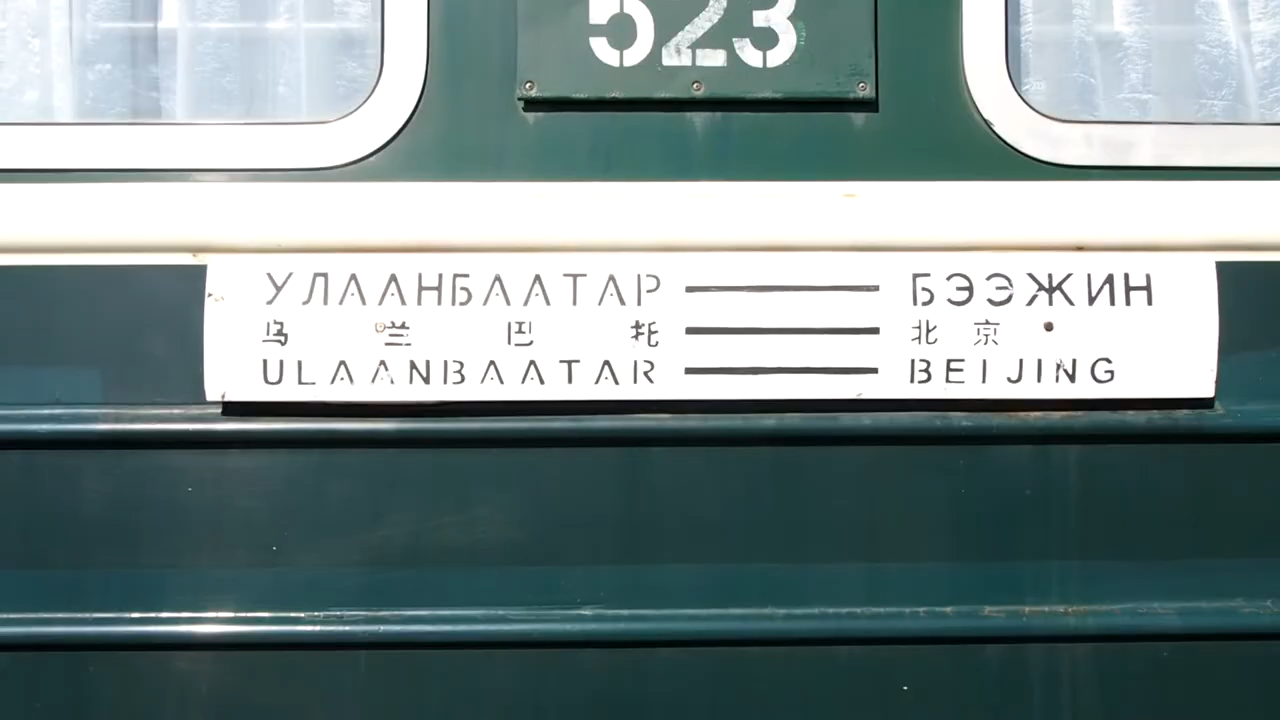 523
УЛААНБААТАР — БЭЭЖИН
乌兰巴托 — 北京
ULAANBAATAR — BEIJING